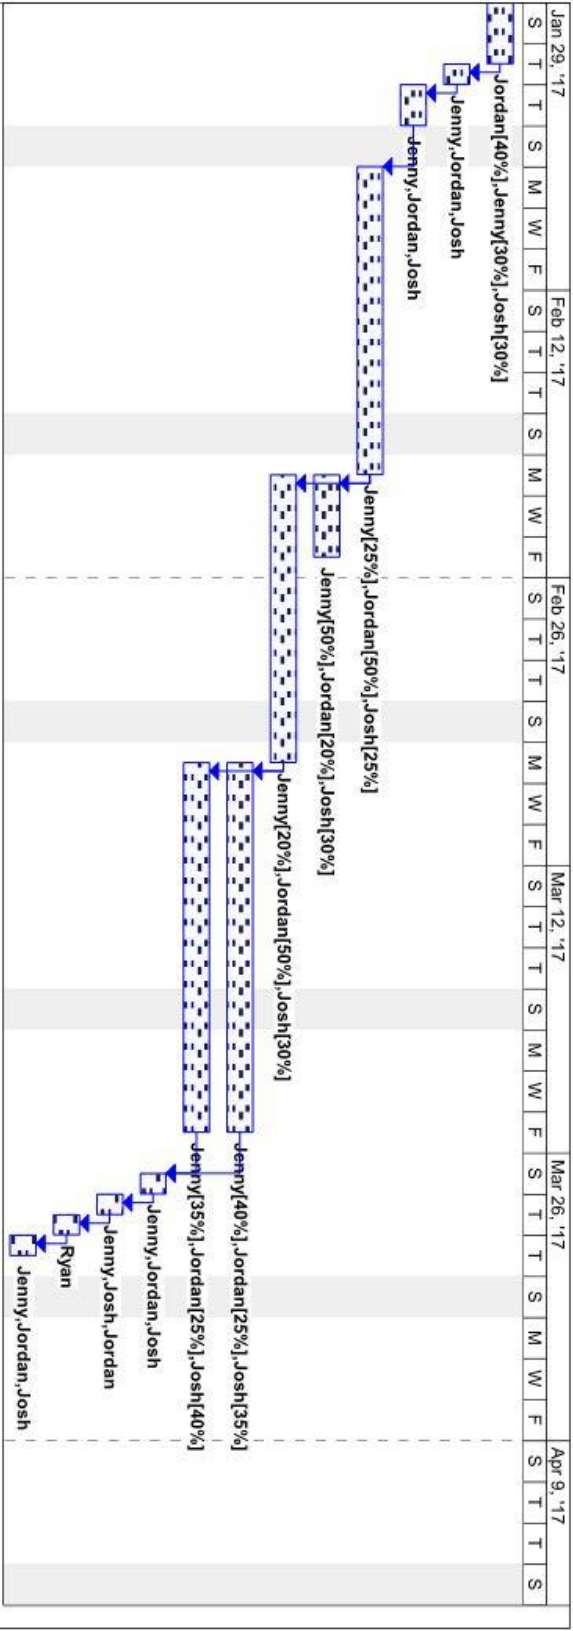 Jan 29, '17 Feb 12, '17 Feb 26, '17 Mar 12, '17 Mar 26, '17 Apr 9, '17
S T T S M W F S T T S M W F S T T S M W F S T T S M W F S T T S M W F S T T S
Jordan[40%],Jenny[30%],Josh[30%]
Jenny,Jordan,Josh
Jenny,Jordan,Josh
Jenny[25%],Jordan[50%],Josh[25%]
Jenny[50%],Jordan[20%],Josh[30%]
Jenny[20%],Jordan[50%],Josh[30%]
Jenny[40%],Jordan[25%],Josh[35%]
Jenny[35%],Jordan[25%],Josh[40%]
Jenny,Jordan,Josh
Jenny,Josh,Jordan
Ryan
Jenny,Jordan,Josh